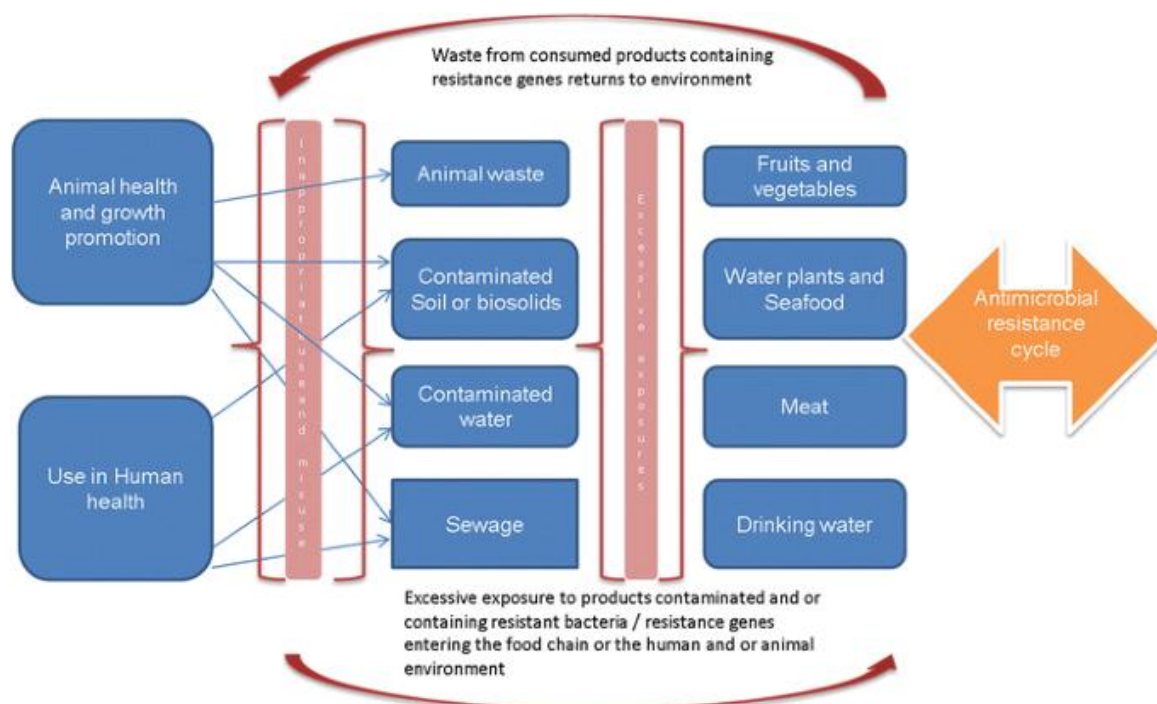 Waste from consumed products containing
resistance genes returns to environment
Animal health
and growth
promotion
Use in Human
health
Inappropriate use and misuse
Animal waste
Contaminated
Soil or biosolids
Contaminated
water
Sewage
Excessive exposures
Fruits and
vegetables
Water plants and
Seafood
Meat
Drinking water
Antimicrobial
resistance
cycle
Excessive exposure to products contaminated and or
containing resistant bacteria / resistance genes
entering the food chain or the human and or animal
environment